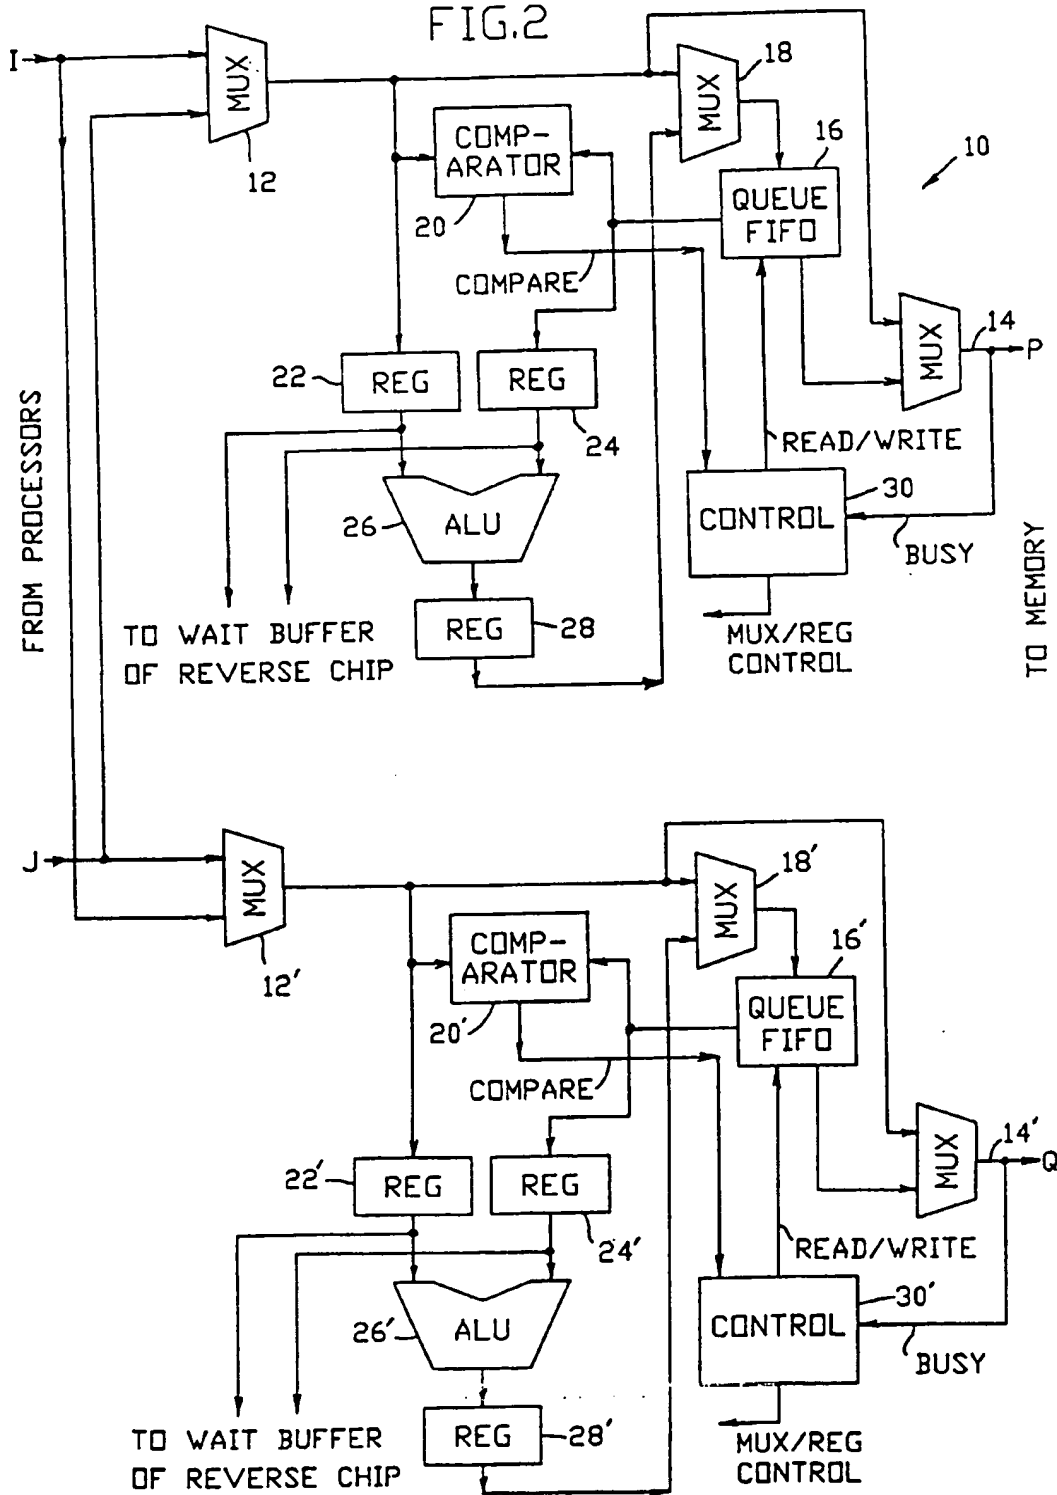 FIG.2
I
MUX
12
MUX
18
COMP-
ARATOR
20
16
10
QUEUE
FIFO
COMPARE
MUX
14
P
22
REG
REG
24
READ/WRITE
FROM PROCESSORS
26
ALU
CONTROL
30
BUSY
TO MEMORY
TO WAIT BUFFER
OF REVERSE CHIP
REG
28
MUX/REG
CONTROL
J
MUX
12'
MUX
18'
COMP-
ARATOR
20'
16'
QUEUE
FIFO
COMPARE
MUX
14'
Q
22'
REG
REG
24'
READ/WRITE
26'
ALU
CONTROL
30'
BUSY
TO WAIT BUFFER
OF REVERSE CHIP
REG
28'
MUX/REG
CONTROL